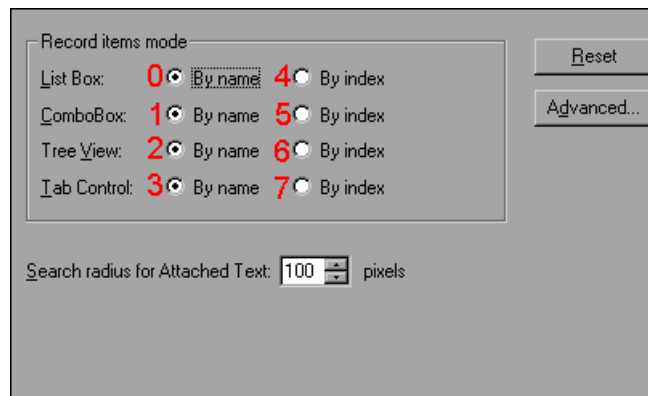 Record items mode
Reset
List Box: 0 By name 4 By index
Advanced...
ComboBox: 1 By name 5 By index
Tree View: 2 By name 6 By index
Tab Control: 3 By name 7 By index
Search radius for Attached Text: 100 pixels